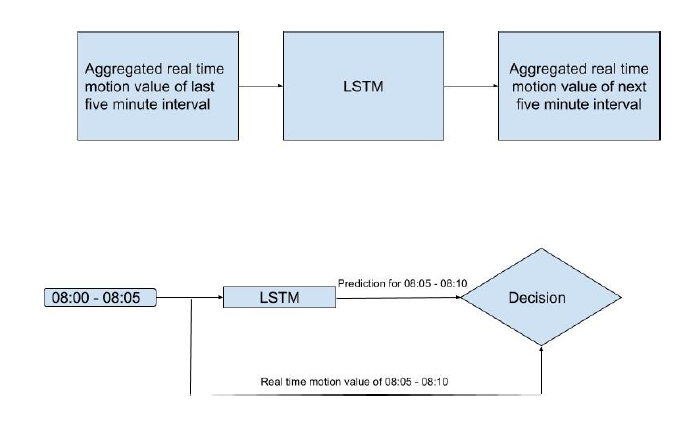 Aggregated real time
motion value of last
five minute interval
LSTM
Aggregated real time
motion value of next
five minute interval
08:00 - 08:05
LSTM
Prediction for 08:05 - 08:10
Decision
Real time motion value of 08:05 - 08:10